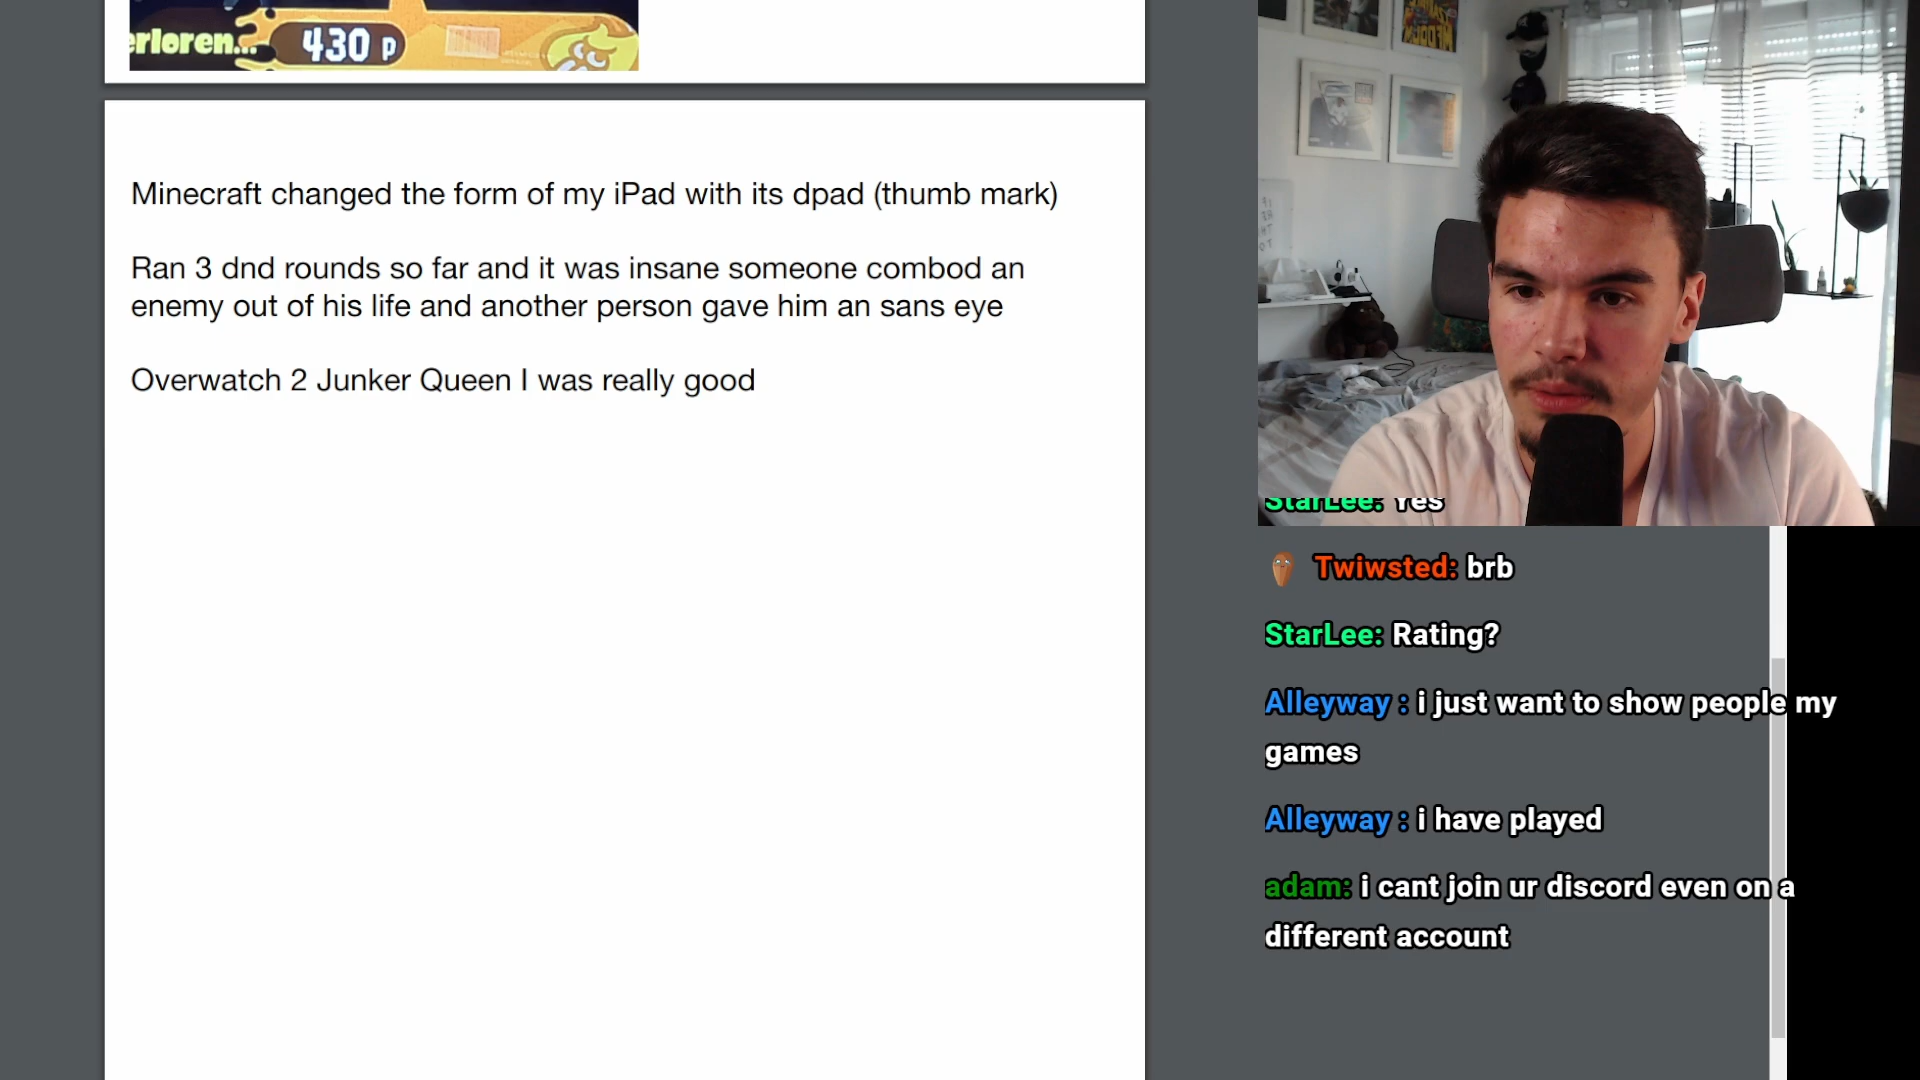 erloren... 430 p
Minecraft changed the form of my iPad with its dpad (thumb mark)
Ran 3 dnd rounds so far and it was insane someone combod an
enemy out of his life and another person gave him an sans eye
Overwatch 2 Junker Queen I was really good
StarLee: Yes
Twiwsted: brb
StarLee: Rating?
Alleyway : i just want to show people my
games
Alleyway : i have played
adam: i cant join ur discord even on a
different account